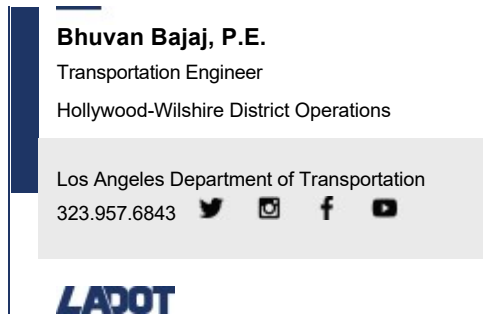 Bhuvan Bajaj, P.E.
Transportation Engineer
Hollywood-Wilshire District Operations
Los Angeles Department of Transportation
323.957.6843
LADOT